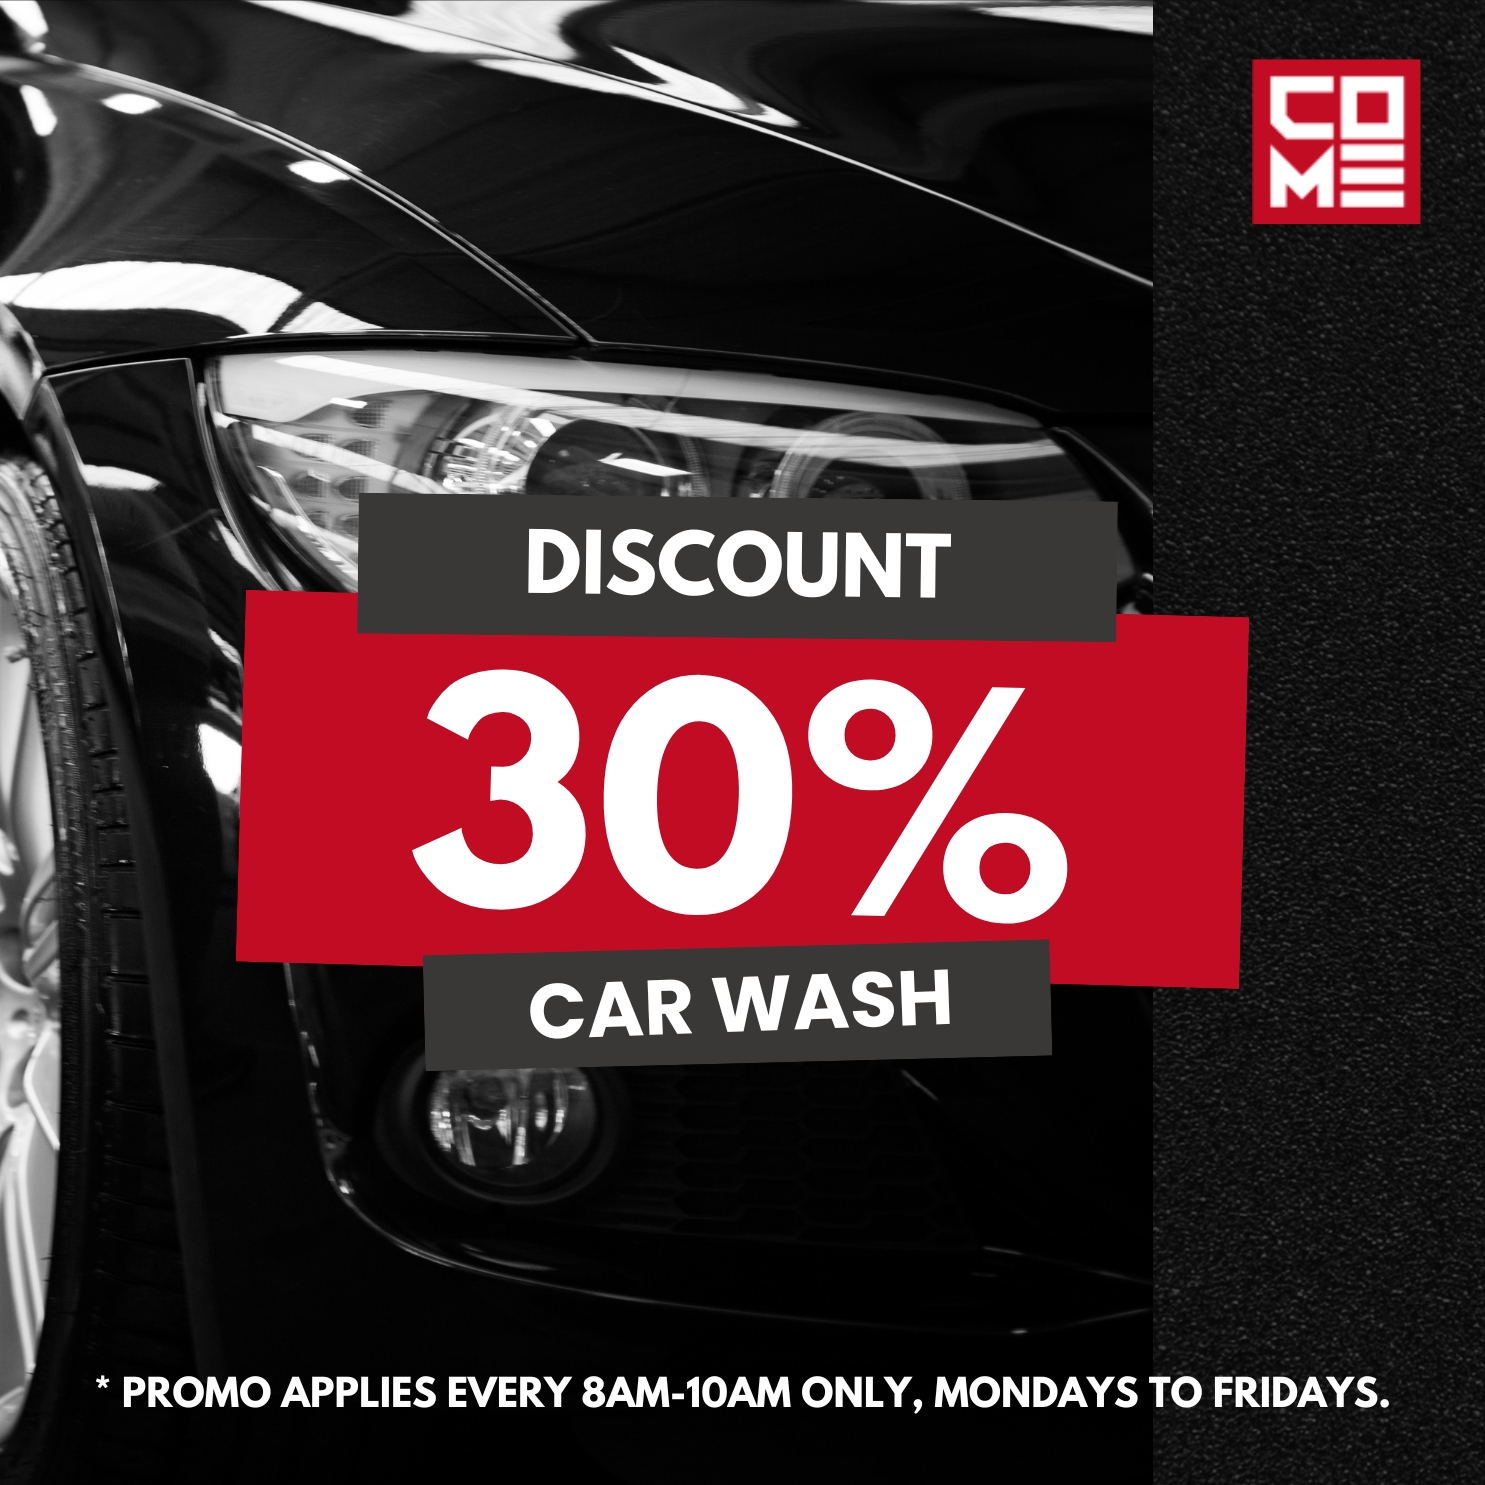 CO
ME
DISCOUNT
30%
CAR WASH
* PROMO APPLIES EVERY 8AM-10AM ONLY, MONDAYS TO FRIDAYS.